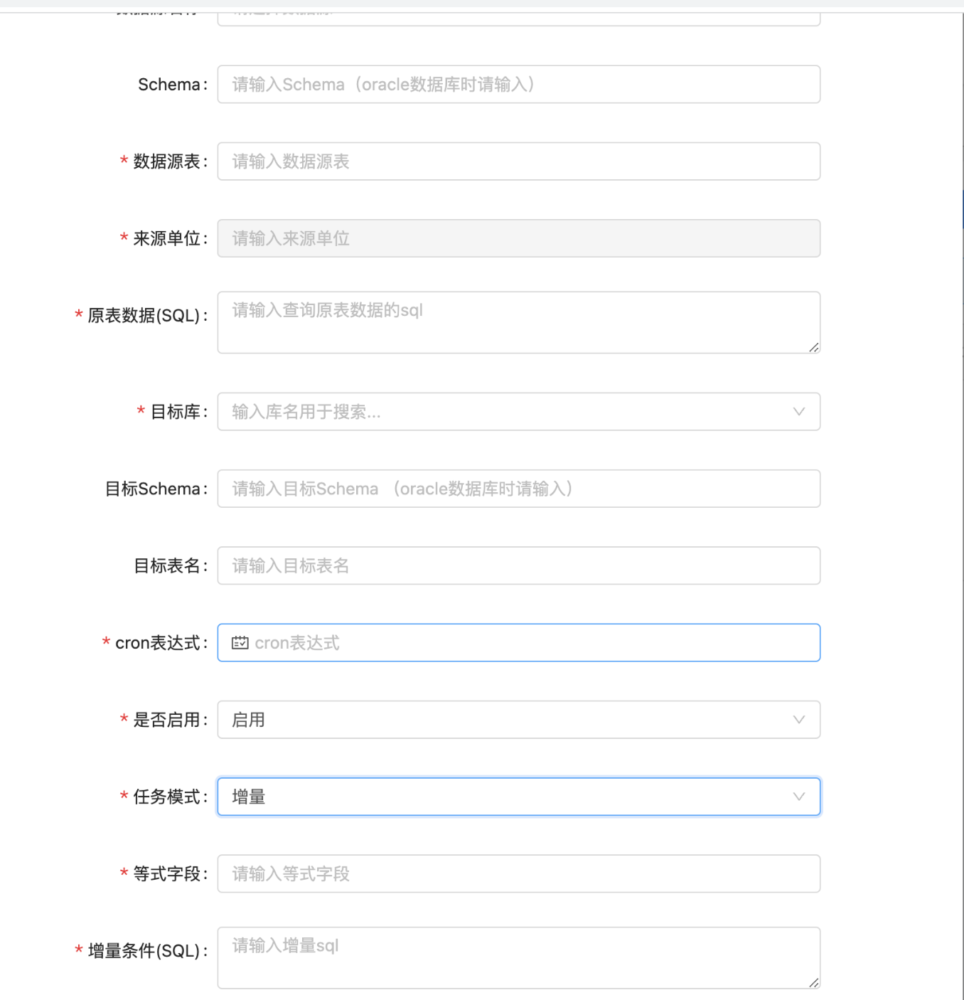 Schema: 请输入Schema（oracle数据库时请输入）
* 数据源表: 请输入数据源表
* 来源单位: 请输入来源单位
* 原表数据(SQL): 请输入查询原表数据的sql
* 目标库: 输入库名用于搜索...
目标Schema: 请输入目标Schema （oracle数据库时请输入）
目标表名: 请输入目标表名
* cron表达式: cron表达式
* 是否启用: 启用
* 任务模式: 增量
* 等式字段: 请输入等式字段
* 增量条件(SQL): 请输入增量sql